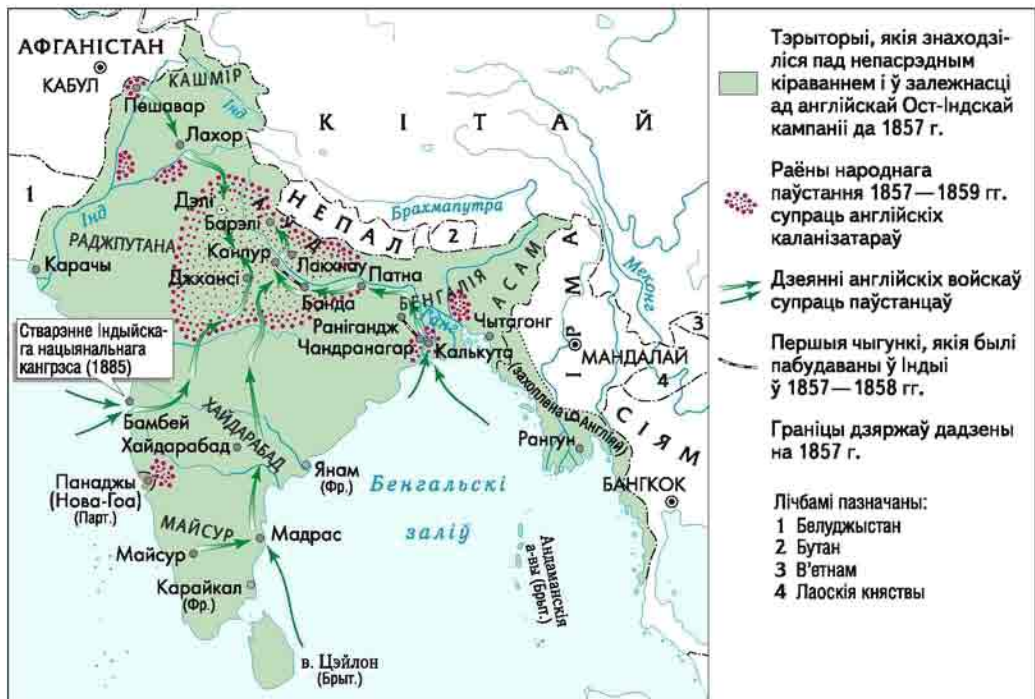 АФГАНІСТАН
КАБУЛ
КАШМІР
Пешавар
Інд
Лахор
К І Т А Й
1
Інд
Дэлі
Барэлі
АЎД
НЕПАЛ
2
Брахмапутра
РАДЖПУТАНА
Карачы
Канпур
Лакхнау
Патна
Джхансі
Банда
БЕНГАЛІЯ
АСАМ
Ганг
Меконг
Ранігандж
Чытагонг
Чандранагар
Калькута
БІРМА
МАНДАЛАЙ
3
4
Стварэнне Індыйска-
га нацыянальнага
кангрэса (1885)
(захоплена Англіяй)
СІЯМ
Бамбей
ХАЙДАРАБАД
Хайдарабад
Рангун
Янам
(Фр.)
БАНГКОК
Панаджы
(Нова-Гоа)
(Парт.)
Бенгальскі
заліў
МАЙСУР
Мадрас
Майсур
Андаманскія
а-вы (Брыт.)
Карайкал
(Фр.)
в. Цэйлон
(Брыт.)
Тэрыторыі, якія знаходзі-
ліся пад непасрэдным
кіраваннем і ў залежнасці
ад англійскай Ост-Індскай
кампаніі да 1857 г.
Раёны народнага
паўстання 1857—1859 гг.
супраць англійскіх
каланізатараў
Дзеянні англійскіх войскаў
супраць паўстанцаў
Першыя чыгункі, якія былі
пабудаваны ў Індыі
ў 1857—1858 гг.
Граніцы дзяржаў дадзены
на 1857 г.
Лічбамі пазначаны:
1 Белуджыстан
2 Бутан
3 В'етнам
4 Лаоскія княствы